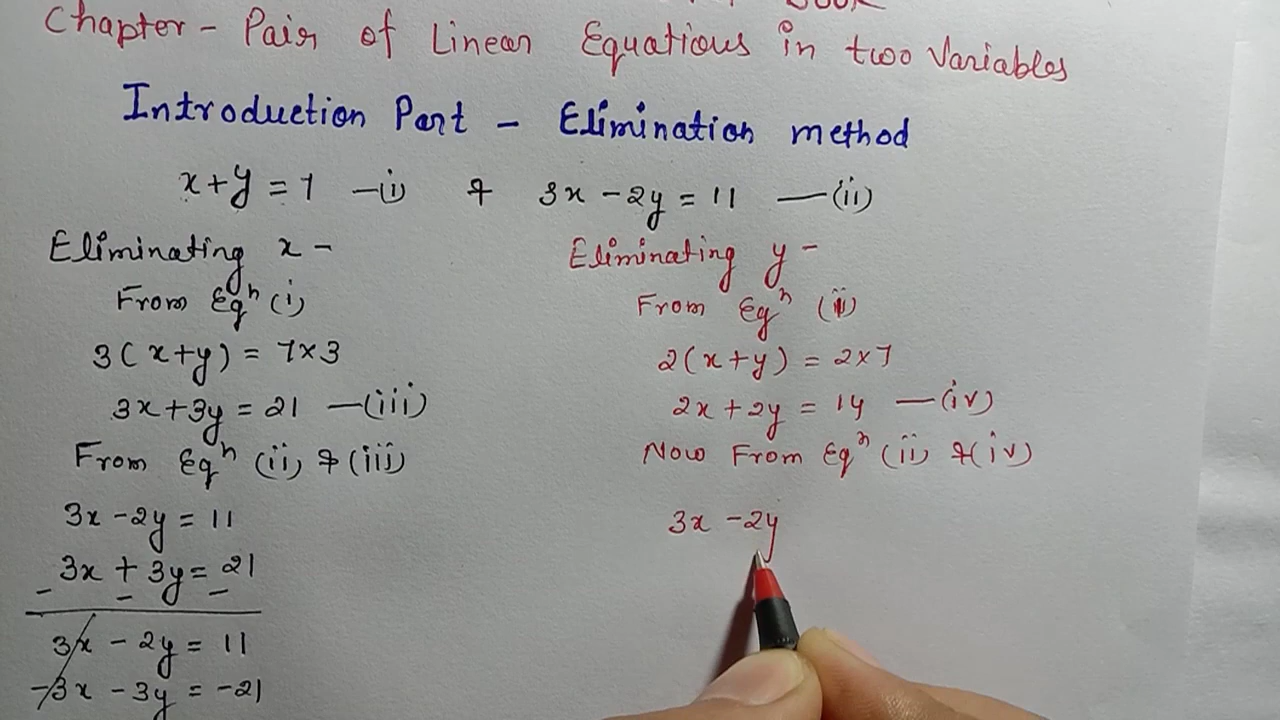 Book
Chapter - Pair of Linear Equations in two Variables
Introduction Part - Elimination method
x+y = 7 —(i) & 3x - 2y = 11 —(ii)
Eliminating x -
From Eqⁿ (i)
3(x+y) = 7×3
3x+3y = 21 —(iii)
From Eqⁿ (ii) & (iii)
3x - 2y = 11
3x + 3y = 21
- - -
3x - 2y = 11
-3x - 3y = -21
Eliminating y -
From Eqⁿ (i)
2(x+y) = 2×7
2x + 2y = 14 —(iv)
Now From Eqⁿ (ii) & (iv)
3x - 2y